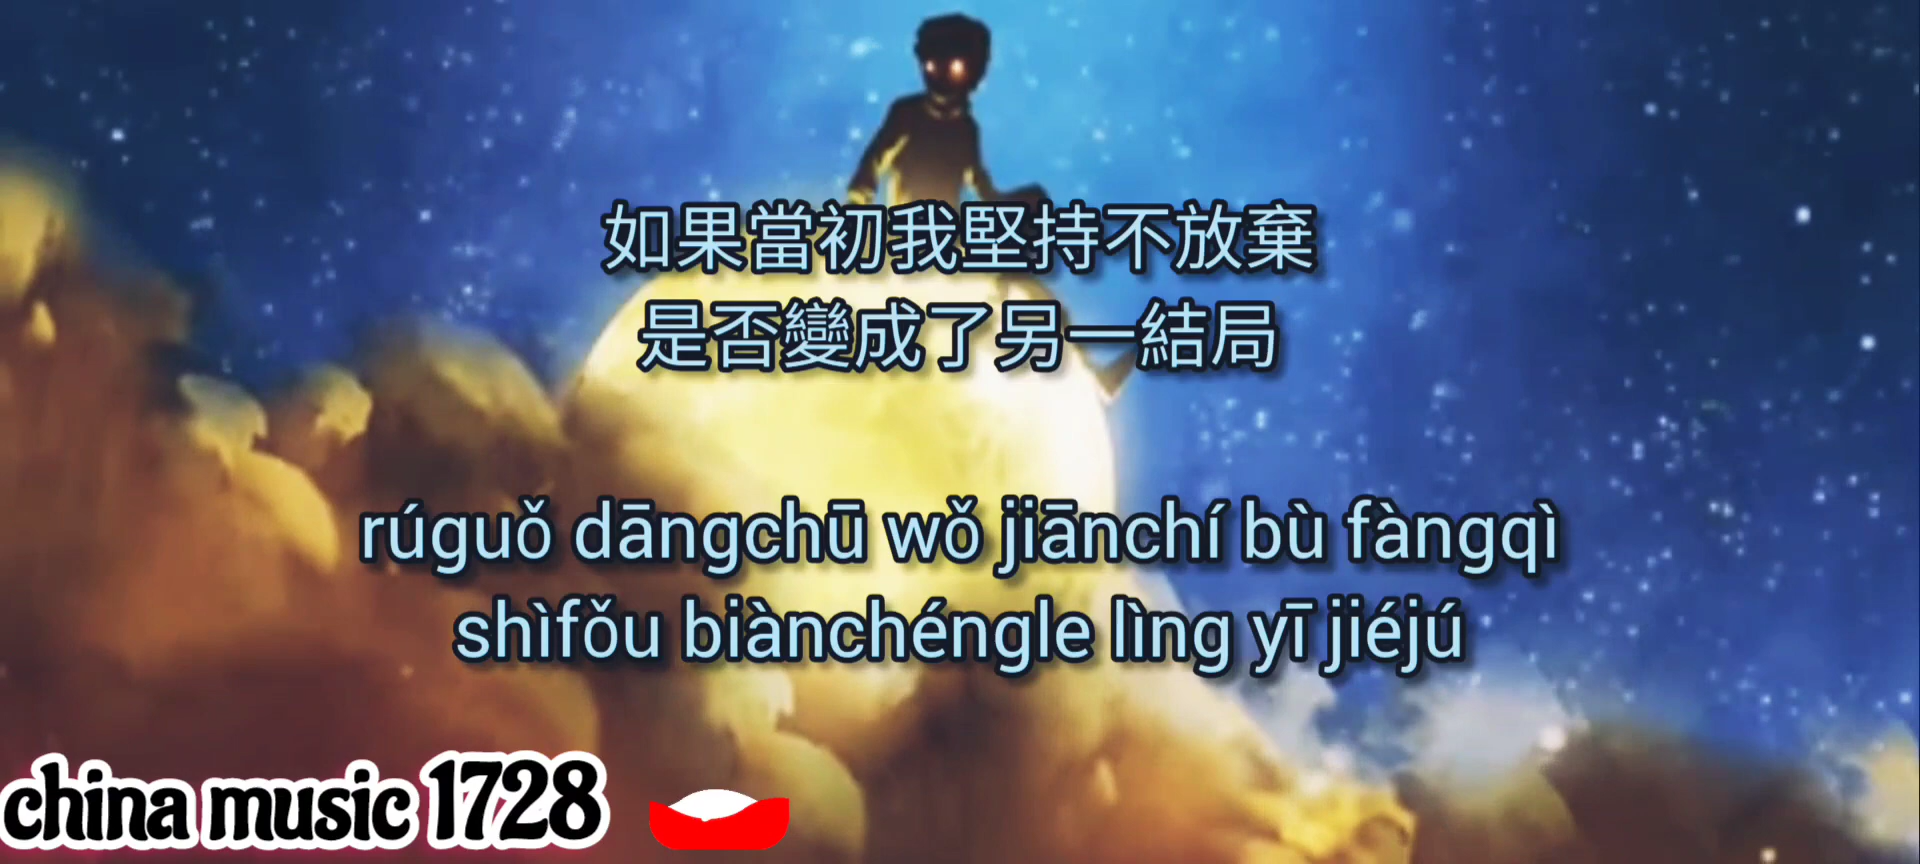 如果當初我堅持不放棄
是否變成了另一結局
rúguǒ dāngchū wǒ jiānchí bù fàngqì
shìfǒu biànchéngle lìng yī jiéjú
china music 1728